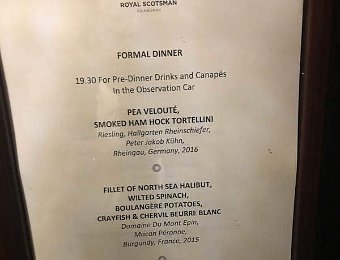 ROYAL SCOTSMAN
EDINBURGH
FORMAL DINNER
19.30 For Pre-Dinner Drinks and Canapés
In the Observation Car
PEA VELOUTÉ,
SMOKED HAM HOCK TORTELLINI
Riesling, Hallgarten Rheinschiefer,
Peter Jakob Kühn,
Rheingau, Germany, 2016
FILLET OF NORTH SEA HALIBUT,
WILTED SPINACH,
BOULANGÈRE POTATOES,
CRAYFISH & CHERVIL BEURRE BLANC
Domaine Du Mont Epin,
Macon Péronne,
Burgundy, France, 2015